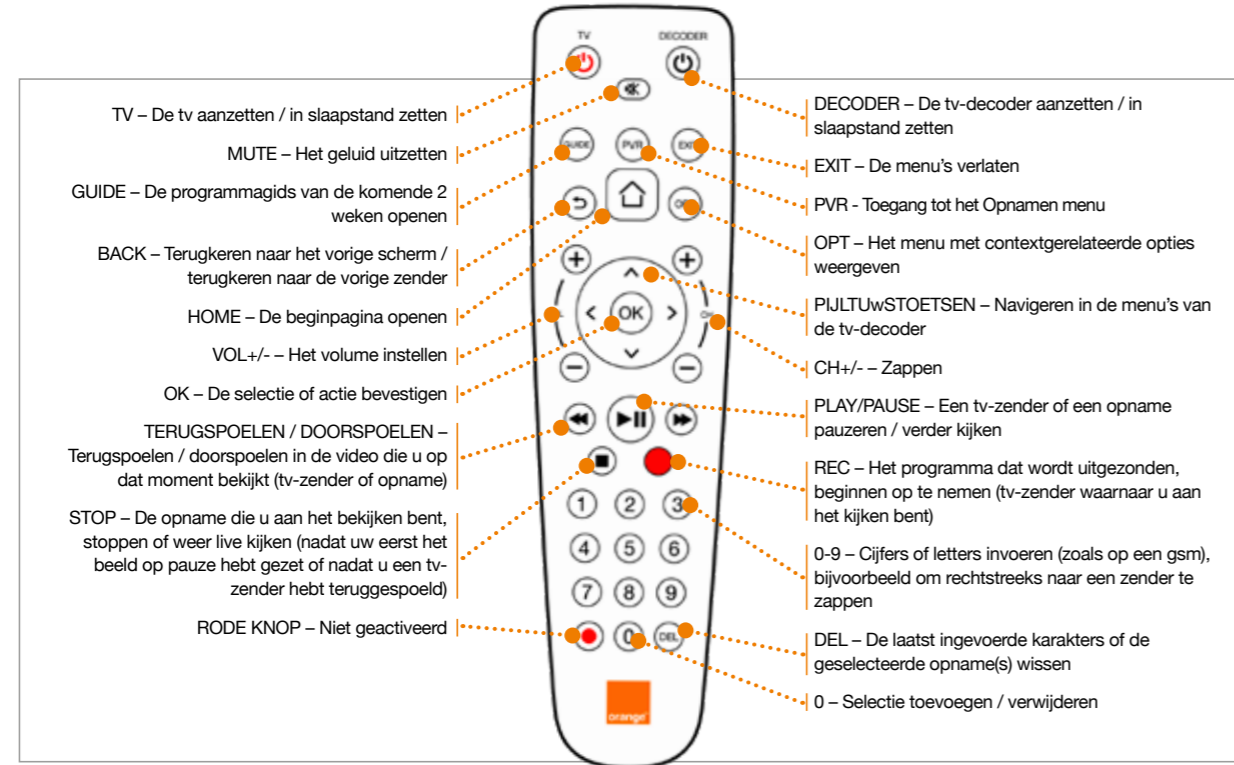 TV
DECODER
TV – De tv aanzetten / in slaapstand zetten
MUTE – Het geluid uitzetten
GUIDE – De programmagids van de komende 2
weken openen
BACK – Terugkeren naar het vorige scherm /
terugkeren naar de vorige zender
HOME – De beginpagina openen
VOL+/- – Het volume instellen
OK – De selectie of actie bevestigen
TERUGSPOELEN / DOORSPOELEN –
Terugspoelen / doorspoelen in de video die u op
dat moment bekijkt (tv-zender of opname)
STOP – De opname die u aan het bekijken bent,
stoppen of weer live kijken (nadat uw eerst het
beeld op pauze hebt gezet of nadat u een tv-
zender hebt teruggespoeld)
RODE KNOP – Niet geactiveerd
GUIDE
PVR
EXIT
OK
CH
1 2 3
4 5 6
7 8 9
0 DEL
orange
DECODER – De tv-decoder aanzetten / in
slaapstand zetten
EXIT – De menu's verlaten
PVR - Toegang tot het Opnamen menu
OPT – Het menu met contextgerelateerde opties
weergeven
PIJLTUwSTOETSEN – Navigeren in de menu's van
de tv-decoder
CH+/- – Zappen
PLAY/PAUSE – Een tv-zender of een opname
pauzeren / verder kijken
REC – Het programma dat wordt uitgezonden,
beginnen op te nemen (tv-zender waarnaar u aan
het kijken bent)
0-9 – Cijfers of letters invoeren (zoals op een gsm),
bijvoorbeeld om rechtstreeks naar een zender te
zappen
DEL – De laatst ingevoerde karakters of de
geselecteerde opname(s) wissen
0 – Selectie toevoegen / verwijderen